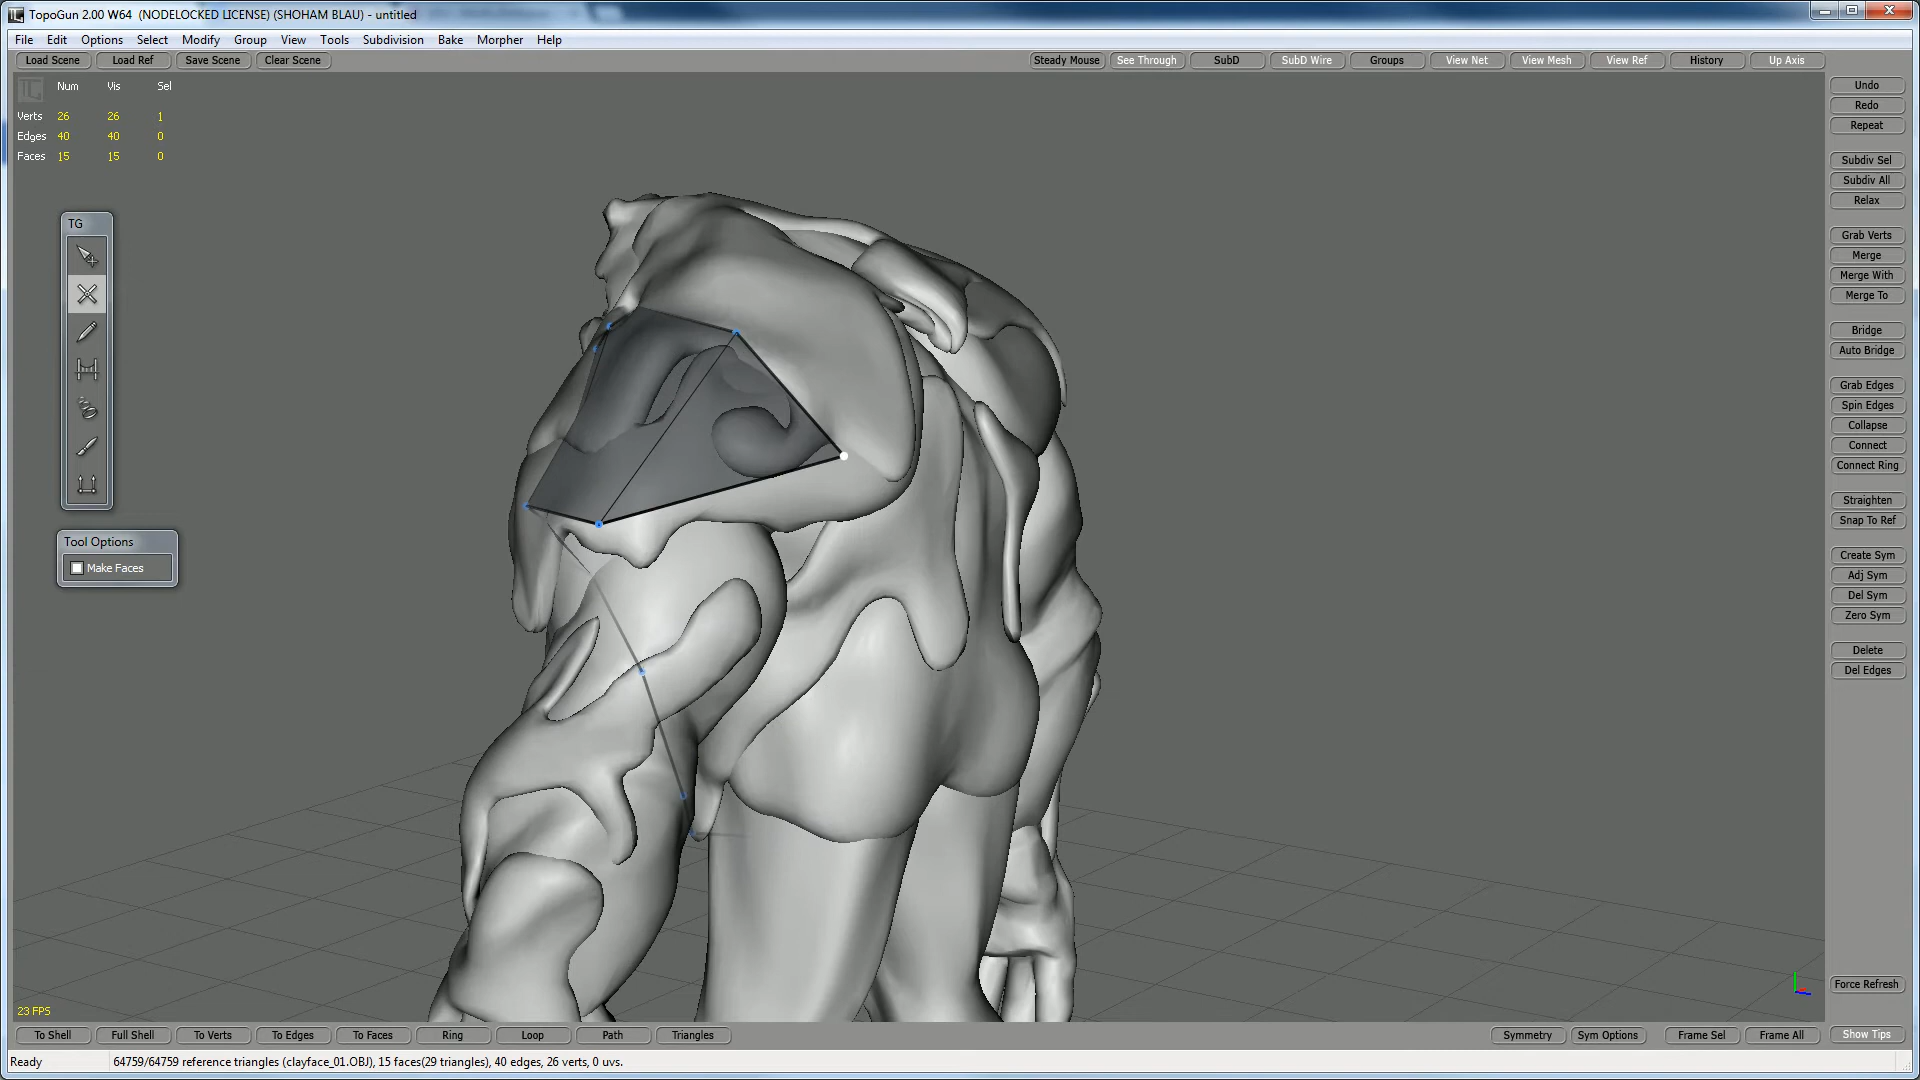 TopoGun 2.00 W64 (NODELOCKED LICENSE) (SHOHAM BLAU) - untitled
File Edit Options Select Modify Group View Tools Subdivision Bake Morpher Help
Load Scene Load Ref Save Scene Clear Scene Steady Mouse See Through SubD SubD Wire Groups View Net View Mesh View Ref History Up Axis
Num Vis Sel
Verts 26 26 1
Edges 40 40 0
Faces 15 15 0
TG
Tool Options
Make Faces
Undo
Redo
Repeat
Subdiv Sel
Subdiv All
Relax
Grab Verts
Merge
Merge With
Merge To
Bridge
Auto Bridge
Grab Edges
Spin Edges
Collapse
Connect
Connect Ring
Straighten
Snap To Ref
Create Sym
Adj Sym
Del Sym
Zero Sym
Delete
Del Edges
Force Refresh
23 FPS
To Shell Full Shell To Verts To Edges To Faces Ring Loop Path Triangles Symmetry Sym Options Frame Sel Frame All Show Tips
Ready 64759/64759 reference triangles (clayface_01.OBJ), 15 faces(29 triangles), 40 edges, 26 verts, 0 uvs.